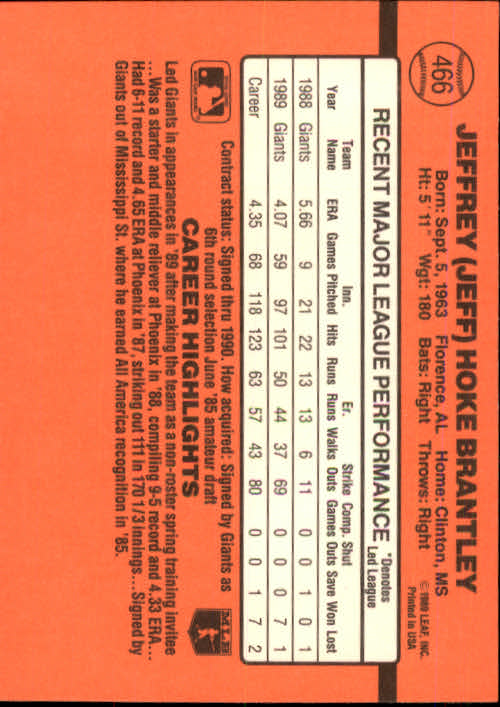 466
JEFFREY (JEFF) HOKE BRANTLEY
Born: Sept. 5, 1963 Florence, AL Home: Clinton, MS
Ht: 5' 11" Wgt: 180 Bats: Right Throws: Right
© 1989 LEAF, INC.
Printed in USA
RECENT MAJOR LEAGUE PERFORMANCE
*Denotes
Led League
Team Inn. Er. Strike Comp. Shut
Year Name ERA Games Pitched Hits Runs Runs Walks Outs Games Outs Save Won Lost
1988 Giants 5.66 9 21 22 13 13 6 11 0 0 1 0 1
1989 Giants 4.07 59 97 101 50 44 37 69 0 0 0 7 1
Career 4.35 68 118 123 63 57 43 80 0 0 1 7 2
Contract status: Signed thru 1990. How acquired: Signed by Giants as
6th round selection June '85 amateur draft
MLB
CAREER HIGHLIGHTS
Led Giants in appearances in '89 after making the team as a non-roster spring training invitee
...Was a starter and middle reliever at Phoenix in '88, compiling 9-5 record and 4.33 ERA...
Had 6-11 record and 4.65 ERA at Phoenix in '87, striking out 111 in 170 1/3 innings...Signed by
Giants out of Mississippi St. where he earned All America recognition in '85.